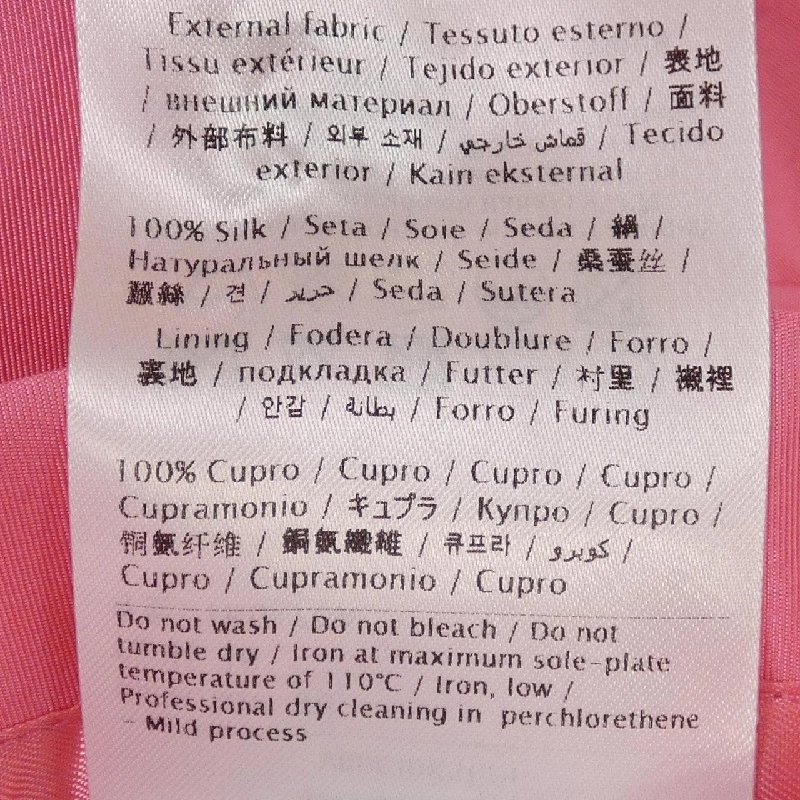 External fabric / Tessuto esterno /
Tissu extérieur / Tejido exterior / 表地
/ внешний материал / Oberstoff / 面料
/ 外部布料 / 외부 소재 / قماش خارجي / Tecido
exterior / Kain eksternal
100% Silk / Seta / Soie / Seda / 絹 /
Натуральный шелк / Seide / 桑蚕丝 /
蠶絲 / 견 / حرير / Seda / Sutera
Lining / Fodera / Doublure / Forro /
裏地 / подкладка / Futter / 村里 / 襯裡
/ 안감 / بطانة / Forro / Furing
100% Cupro / Cupro / Cupro / Cupro /
Cupramonio / キュプラ / Купро / Cupro /
铜氨纤维 / 銅氨纖維 / 큐프라 / كوبرو /
Cupro / Cupramonio / Cupro
Do not wash / Do not bleach / Do not
tumble dry / Iron at maximum sole-plate
temperature of 110°C / Iron, low /
Professional dry cleaning in perchlorethene
- Mild process